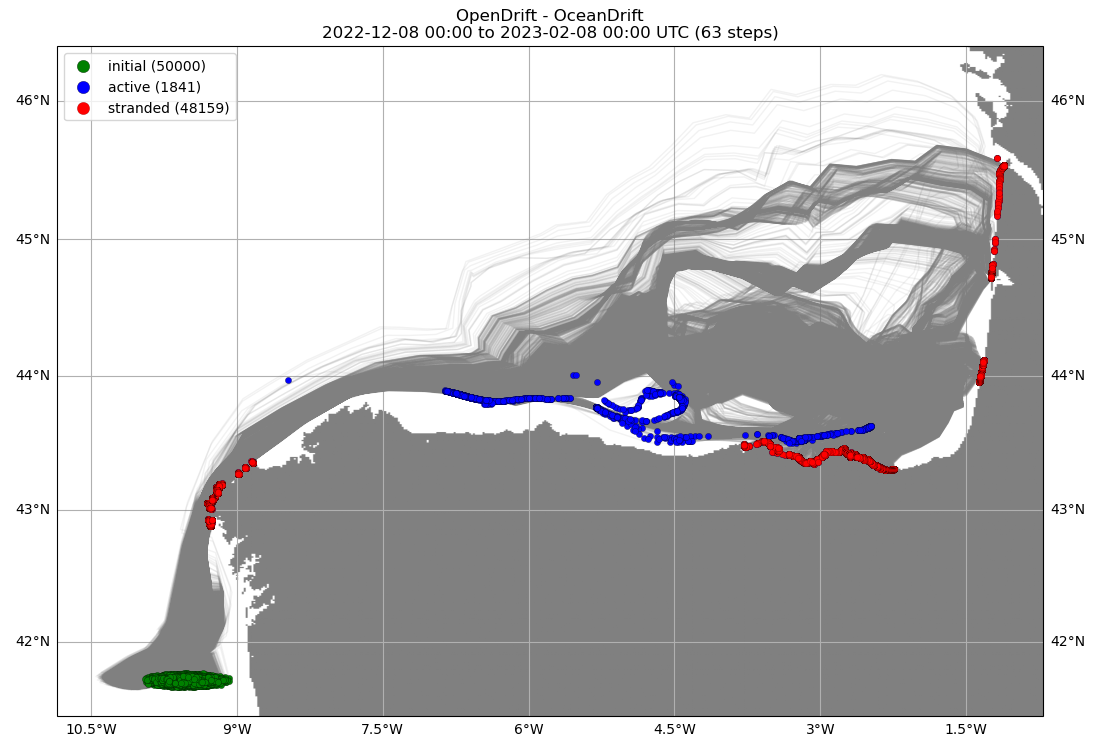 OpenDrift - OceanDrift
2022-12-08 00:00 to 2023-02-08 00:00 UTC (63 steps)
initial (50000)
active (1841)
stranded (48159)
46°N 46°N
45°N 45°N
44°N 44°N
43°N 43°N
42°N 42°N
10.5°W 9°W 7.5°W 6°W 4.5°W 3°W 1.5°W